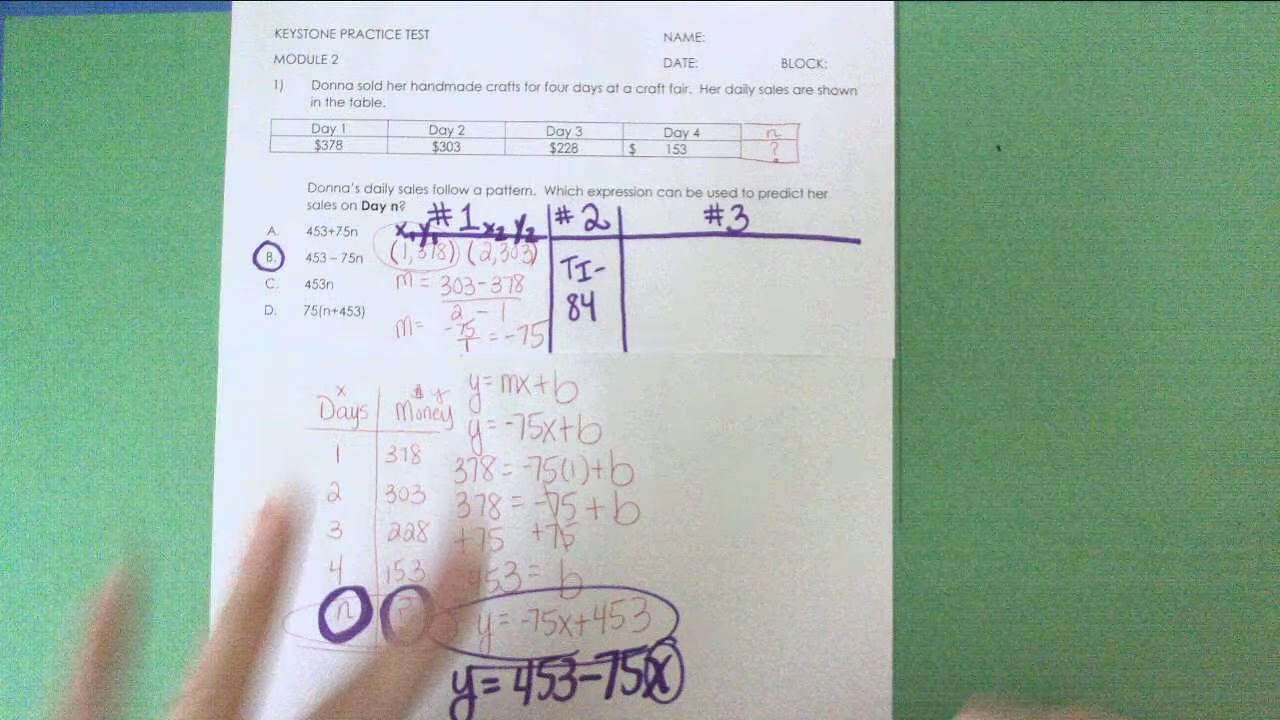 KEYSTONE PRACTICE TEST NAME:
MODULE 2 DATE: BLOCK:
1) Donna sold her handmade crafts for four days at a craft fair. Her daily sales are shown
in the table.
Day 1 Day 2 Day 3 Day 4 n
$378 $303 $228 $ 153 ?
Donna's daily sales follow a pattern. Which expression can be used to predict her
sales on Day n?
#1 #2 #3
A. 453+75n
x₁ y₁ x₂ y₂
B. 453 – 75n (1,378) (2,303)
TI-
84
C. 453n m = 303-378
2 - 1
D. 75(n+453)
m= -75
1 = -75
x $ y
Days Money
1 378
2 303
3 228
4 153
n ?
y=mx+b
y=-75x+b
378=-75(1)+b
378=-75+b
+75 +75
453=b
y=-75x+453
y=453-75x